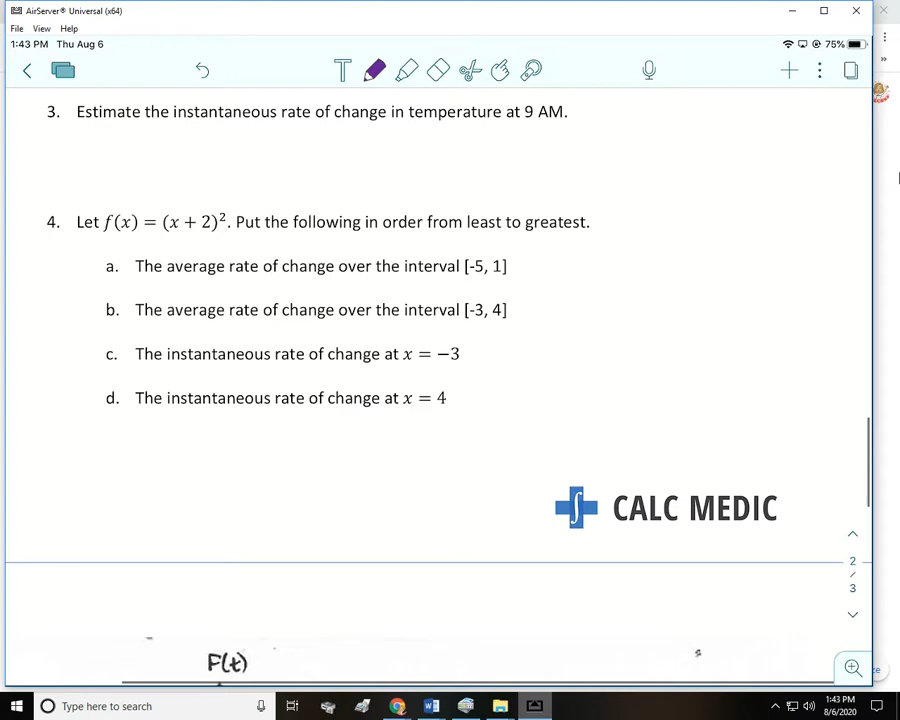 AirServer® Universal (x64)
File View Help
1:43 PM Thu Aug 6
75%
3. Estimate the instantaneous rate of change in temperature at 9 AM.
4. Let f(x) = (x + 2)². Put the following in order from least to greatest.
a. The average rate of change over the interval [-5, 1]
b. The average rate of change over the interval [-3, 4]
c. The instantaneous rate of change at x = −3
d. The instantaneous rate of change at x = 4
CALC MEDIC
2
/
3
F(t)
Type here to search
1:43 PM
8/6/2020